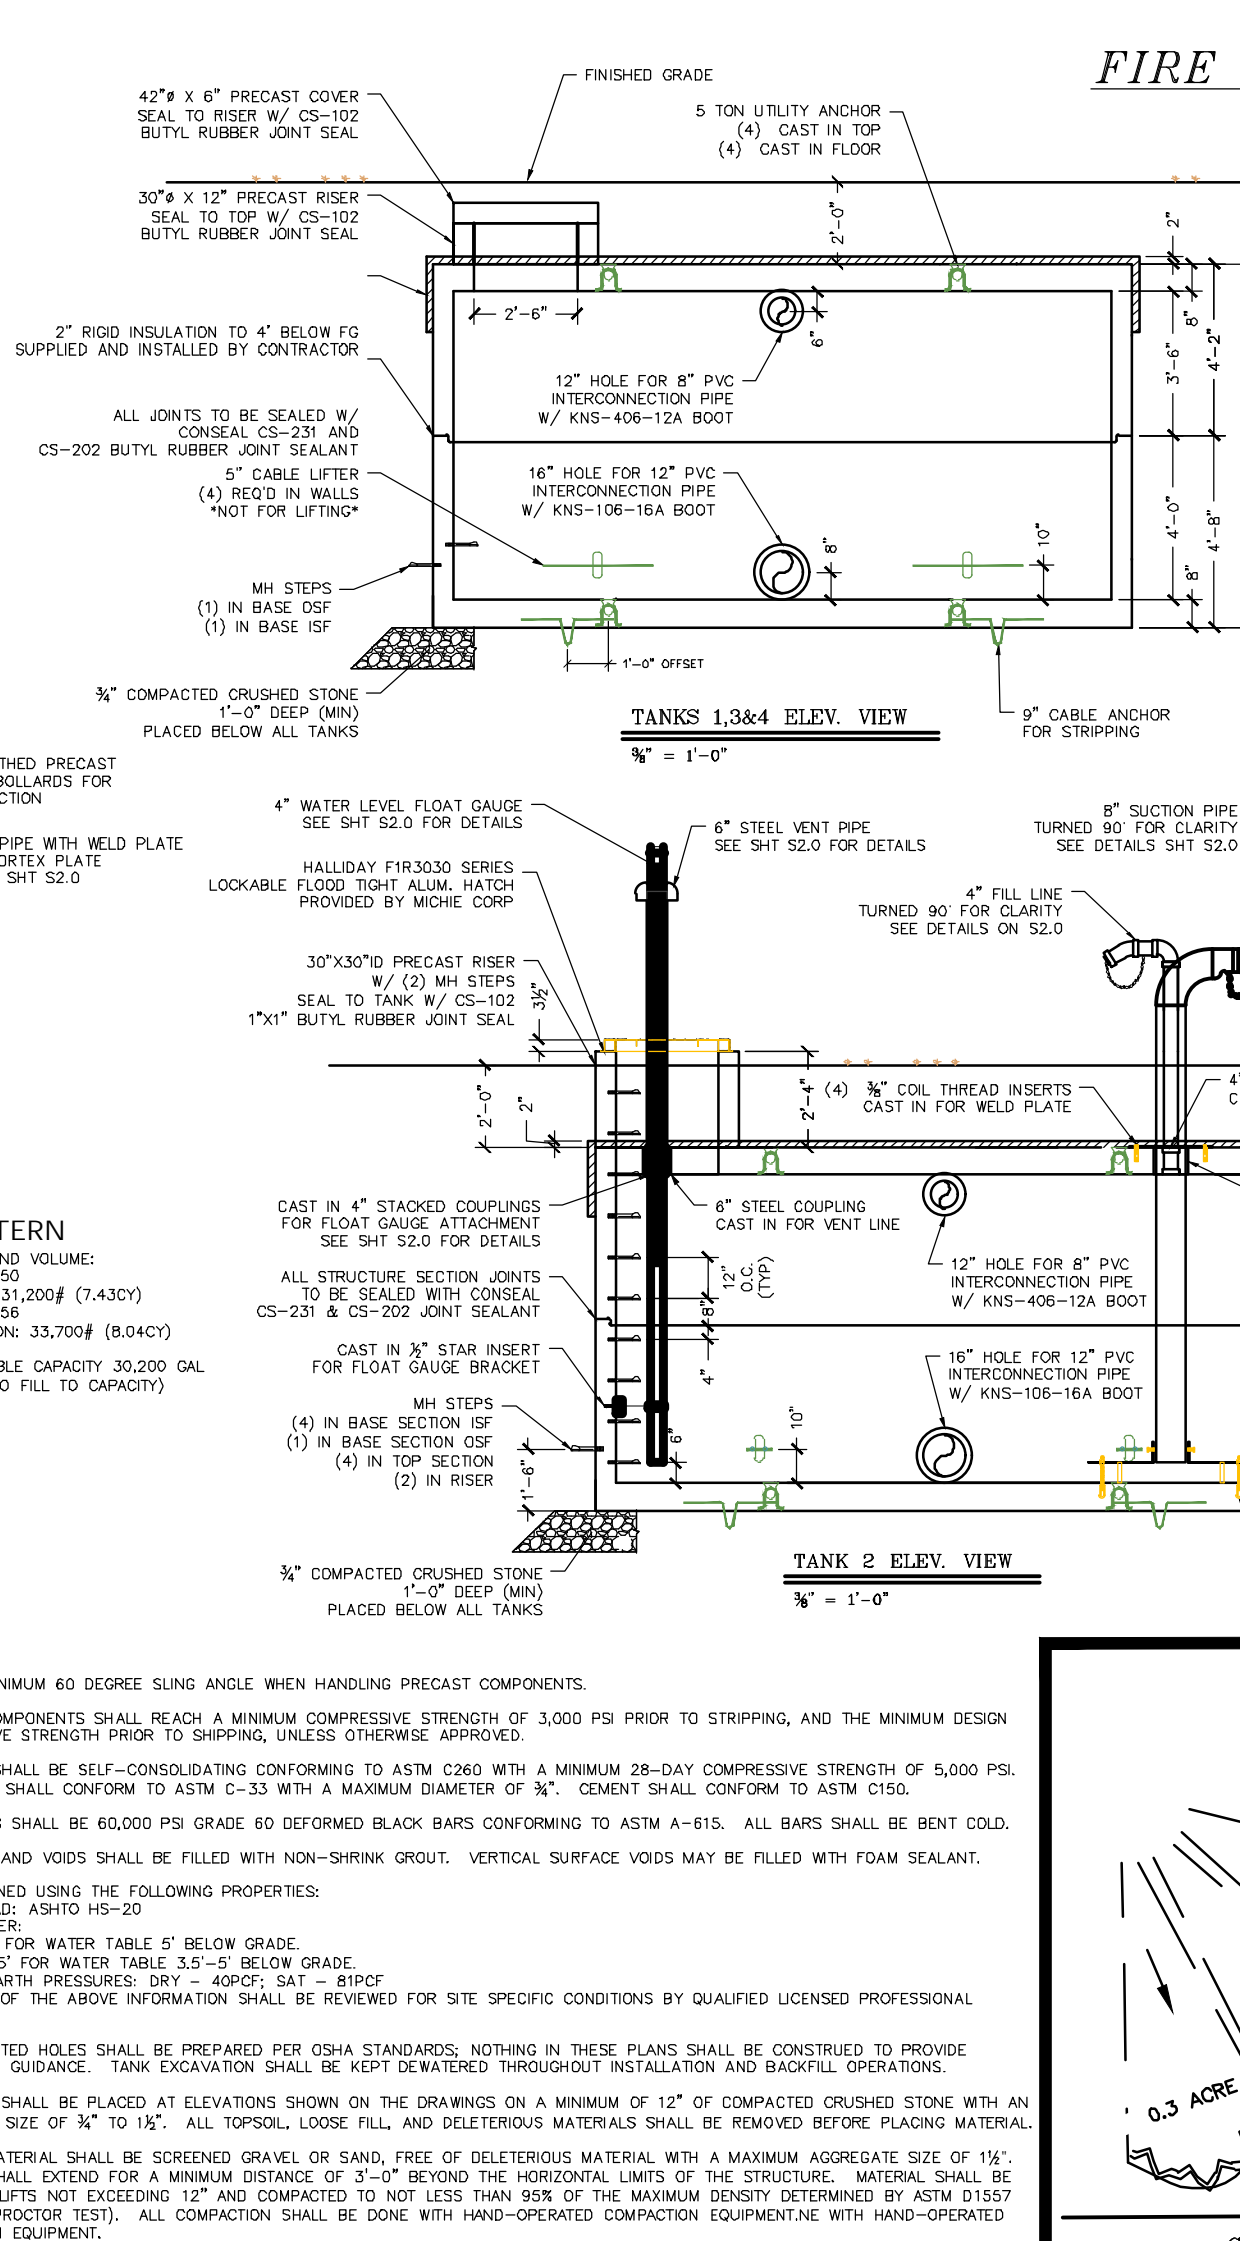 FIRE
FINISHED GRADE
42"ø X 6" PRECAST COVER
SEAL TO RISER W/ CS-102
BUTYL RUBBER JOINT SEAL
5 TON UTILITY ANCHOR
(4) CAST IN TOP
(4) CAST IN FLOOR
30"ø X 12" PRECAST RISER
SEAL TO TOP W/ CS-102
BUTYL RUBBER JOINT SEAL
2'-0"
2"
2'-6"
6"
8"
3'-6"
4'-2"
2" RIGID INSULATION TO 4' BELOW FG
SUPPLIED AND INSTALLED BY CONTRACTOR
12" HOLE FOR 8" PVC
INTERCONNECTION PIPE
W/ KNS-406-12A BOOT
ALL JOINTS TO BE SEALED W/
CONSEAL CS-231 AND
CS-202 BUTYL RUBBER JOINT SEALANT
5" CABLE LIFTER
(4) REQ'D IN WALLS
*NOT FOR LIFTING*
16" HOLE FOR 12" PVC
INTERCONNECTION PIPE
W/ KNS-106-16A BOOT
8"
10"
4'-0"
4'-8"
8"
MH STEPS
(1) IN BASE OSF
(1) IN BASE ISF
1'-0" OFFSET
¾" COMPACTED CRUSHED STONE
1'-0" DEEP (MIN)
PLACED BELOW ALL TANKS
TANKS 1,3&4 ELEV. VIEW
⅜" = 1'-0"
9" CABLE ANCHOR
FOR STRIPPING
THED PRECAST
BOLLARDS FOR
CTION
PIPE WITH WELD PLATE
ORTEX PLATE
SHT S2.0
4" WATER LEVEL FLOAT GAUGE
SEE SHT S2.0 FOR DETAILS
6" STEEL VENT PIPE
SEE SHT S2.0 FOR DETAILS
8" SUCTION PIPE
TURNED 90° FOR CLARITY
SEE DETAILS SHT S2.0
HALLIDAY F1R3030 SERIES
LOCKABLE FLOOD TIGHT ALUM. HATCH
PROVIDED BY MICHIE CORP
4" FILL LINE
TURNED 90° FOR CLARITY
SEE DETAILS ON S2.0
30"X30"ID PRECAST RISER
W/ (2) MH STEPS
SEAL TO TANK W/ CS-102
1"X1" BUTYL RUBBER JOINT SEAL
3½"
2'-0"
2"
2'-4"
(4) ⅜" COIL THREAD INSERTS
CAST IN FOR WELD PLATE
4"
C
CAST IN 4" STACKED COUPLINGS
FOR FLOAT GAUGE ATTACHMENT
SEE SHT S2.0 FOR DETAILS
6" STEEL COUPLING
CAST IN FOR VENT LINE
ALL STRUCTURE SECTION JOINTS
TO BE SEALED WITH CONSEAL
CS-231 & CS-202 JOINT SEALANT
12"
O.C.
(TYP)
8"
4"
12" HOLE FOR 8" PVC
INTERCONNECTION PIPE
W/ KNS-406-12A BOOT
TERN
ND VOLUME:
50
31,200# (7.43CY)
56
ON: 33,700# (8.04CY)
BLE CAPACITY 30,200 GAL
O FILL TO CAPACITY)
CAST IN ½" STAR INSERT
FOR FLOAT GAUGE BRACKET
16" HOLE FOR 12" PVC
INTERCONNECTION PIPE
W/ KNS-106-16A BOOT
MH STEPS
(4) IN BASE SECTION ISF
(1) IN BASE SECTION OSF
(4) IN TOP SECTION
(2) IN RISER
1'-6"
6"
10"
¾" COMPACTED CRUSHED STONE
1'-0" DEEP (MIN)
PLACED BELOW ALL TANKS
TANK 2 ELEV. VIEW
⅜" = 1'-0"
NIMUM 60 DEGREE SLING ANGLE WHEN HANDLING PRECAST COMPONENTS.
OMPONENTS SHALL REACH A MINIMUM COMPRESSIVE STRENGTH OF 3,000 PSI PRIOR TO STRIPPING, AND THE MINIMUM DESIGN
VE STRENGTH PRIOR TO SHIPPING, UNLESS OTHERWISE APPROVED.
SHALL BE SELF-CONSOLIDATING CONFORMING TO ASTM C260 WITH A MINIMUM 28-DAY COMPRESSIVE STRENGTH OF 5,000 PSI.
SHALL CONFORM TO ASTM C-33 WITH A MAXIMUM DIAMETER OF ¾". CEMENT SHALL CONFORM TO ASTM C150.
S SHALL BE 60,000 PSI GRADE 60 DEFORMED BLACK BARS CONFORMING TO ASTM A-615. ALL BARS SHALL BE BENT COLD.
AND VOIDS SHALL BE FILLED WITH NON-SHRINK GROUT. VERTICAL SURFACE VOIDS MAY BE FILLED WITH FOAM SEALANT.
NED USING THE FOLLOWING PROPERTIES:
AD: ASHTO HS-20
ER:
FOR WATER TABLE 5' BELOW GRADE.
5' FOR WATER TABLE 3.5'-5' BELOW GRADE.
ARTH PRESSURES: DRY - 40PCF; SAT - 81PCF
OF THE ABOVE INFORMATION SHALL BE REVIEWED FOR SITE SPECIFIC CONDITIONS BY QUALIFIED LICENSED PROFESSIONAL
TED HOLES SHALL BE PREPARED PER OSHA STANDARDS; NOTHING IN THESE PLANS SHALL BE CONSTRUED TO PROVIDE
GUIDANCE. TANK EXCAVATION SHALL BE KEPT DEWATERED THROUGHOUT INSTALLATION AND BACKFILL OPERATIONS.
SHALL BE PLACED AT ELEVATIONS SHOWN ON THE DRAWINGS ON A MINIMUM OF 12" OF COMPACTED CRUSHED STONE WITH AN
SIZE OF ¾" TO 1½". ALL TOPSOIL, LOOSE FILL, AND DELETERIOUS MATERIALS SHALL BE REMOVED BEFORE PLACING MATERIAL.
ATERIAL SHALL BE SCREENED GRAVEL OR SAND, FREE OF DELETERIOUS MATERIAL WITH A MAXIMUM AGGREGATE SIZE OF 1½".
HALL EXTEND FOR A MINIMUM DISTANCE OF 3'-0" BEYOND THE HORIZONTAL LIMITS OF THE STRUCTURE. MATERIAL SHALL BE
LIFTS NOT EXCEEDING 12" AND COMPACTED TO NOT LESS THAN 95% OF THE MAXIMUM DENSITY DETERMINED BY ASTM D1557
PROCTOR TEST). ALL COMPACTION SHALL BE DONE WITH HAND-OPERATED COMPACTION EQUIPMENT.NE WITH HAND-OPERATED
EQUIPMENT.
0.3 ACRE